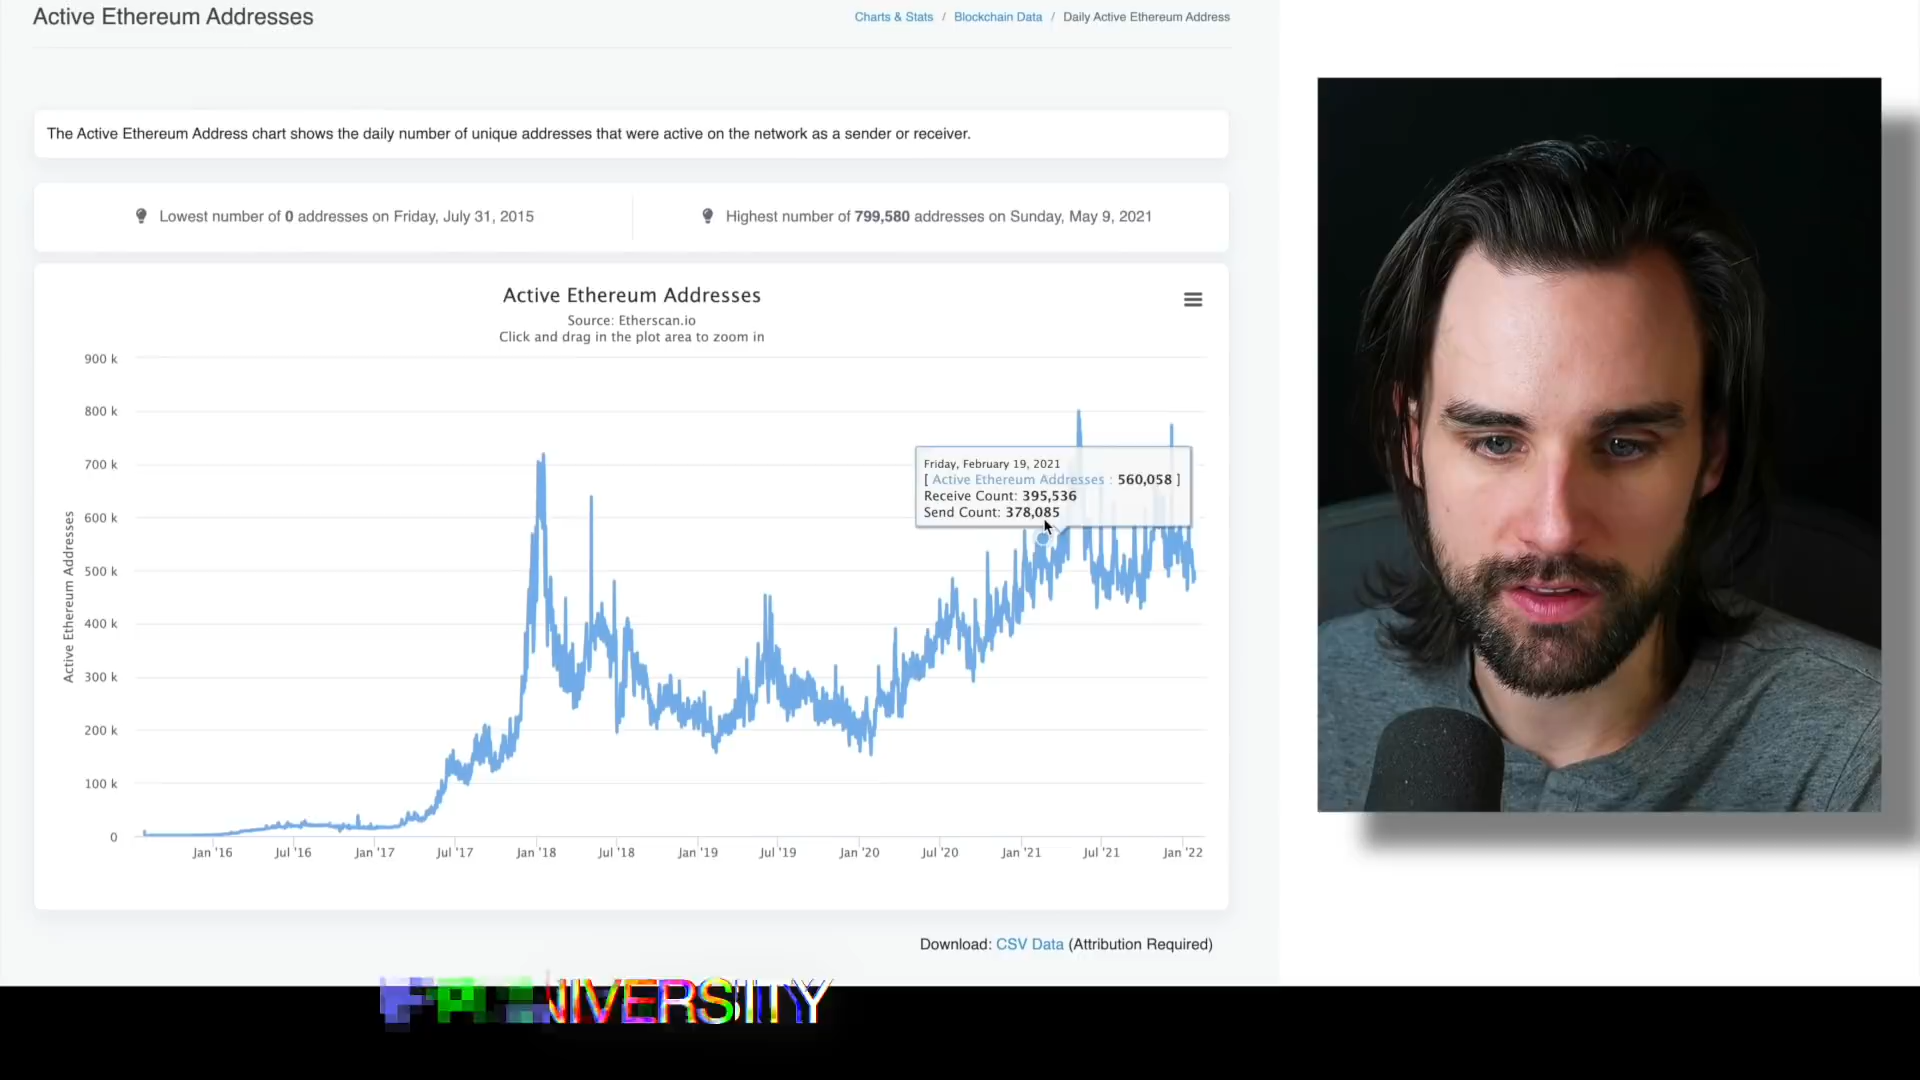 Active Ethereum Addresses
Charts & Stats / Blockchain Data / Daily Active Ethereum Address
The Active Ethereum Address chart shows the daily number of unique addresses that were active on the network as a sender or receiver.
Lowest number of 0 addresses on Friday, July 31, 2015
Highest number of 799,580 addresses on Sunday, May 9, 2021
Active Ethereum Addresses
Source: Etherscan.io
Click and drag in the plot area to zoom in
900 k
800 k
700 k
600 k
500 k
400 k
300 k
200 k
100 k
0
Active Ethereum Addresses
Friday, February 19, 2021
[ Active Ethereum Addresses : 560,058 ]
Receive Count: 395,536
Send Count: 378,085
Jan '16
Jul '16
Jan '17
Jul '17
Jan '18
Jul '18
Jan '19
Jul '19
Jan '20
Jul '20
Jan '21
Jul '21
Jan '22
Download: CSV Data (Attribution Required)